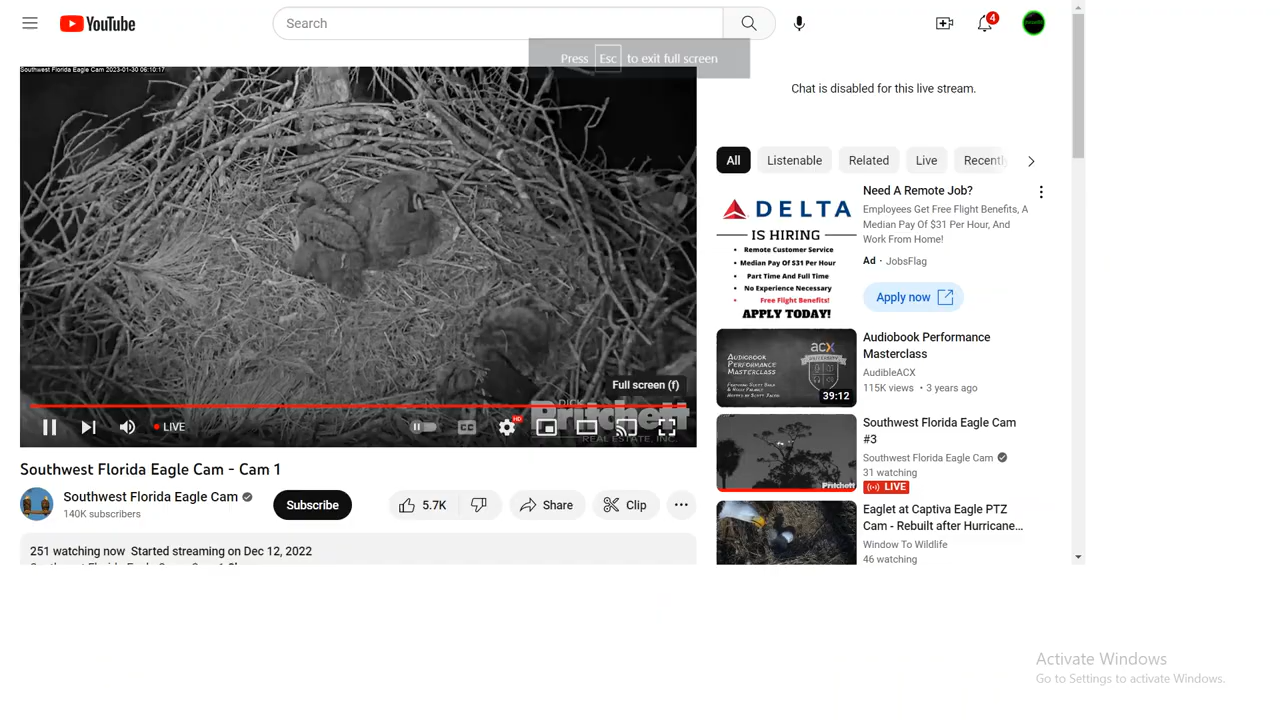 YouTube
Search
4
Press Esc to exit full screen
Southwest Florida Eagle Cam 2023-01-30 06:10:17
Chat is disabled for this live stream.
All
Listenable
Related
Live
Recently
DELTA
IS HIRING
• Remote Customer Service
• Median Pay Of $31 Per Hour
• Part Time And Full Time
• No Experience Necessary
• Free Flight Benefits!
APPLY TODAY!
Need A Remote Job?
Employees Get Free Flight Benefits, A
Median Pay Of $31 Per Hour, And
Work From Home!
Ad · JobsFlag
Apply now
acx
AUDIOBOOK
PERFORMANCE
MASTERCLASS
39:12
Audiobook Performance
Masterclass
AudibleACX
115K views • 3 years ago
Full screen (f)
DICK
Pritchett
REAL ESTATE, INC.
LIVE
CC
HD
Pritchett
Southwest Florida Eagle Cam
#3
Southwest Florida Eagle Cam
31 watching
LIVE
Southwest Florida Eagle Cam - Cam 1
Southwest Florida Eagle Cam
140K subscribers
Subscribe
5.7K
Share
Clip
Eaglet at Captiva Eagle PTZ
Cam - Rebuilt after Hurricane...
Window To Wildlife
46 watching
251 watching now Started streaming on Dec 12, 2022
Activate Windows
Go to Settings to activate Windows.